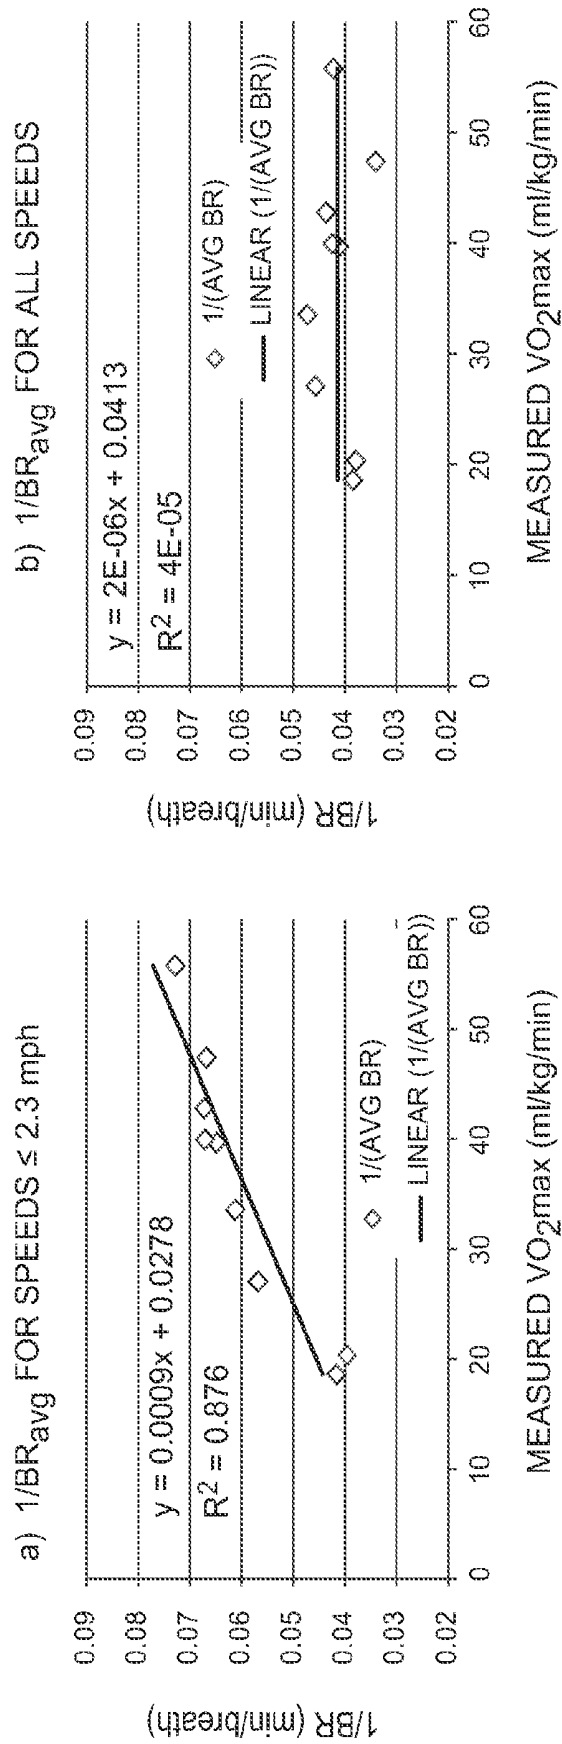 a) 1/BRavg FOR SPEEDS ≤ 2.3 mph
y = 0.0009x + 0.0278
R2 = 0.876
1/BR (min/breath)
0.09
0.08
0.07
0.06
0.05
0.04
0.03
0.02
1/(AVG BR)
LINEAR (1/(AVG BR))
0 10 20 30 40 50 60
MEASURED VO2max (ml/kg/min)
b) 1/BRavg FOR ALL SPEEDS
y = 2E-06x + 0.0413
R2 = 4E-05
1/(AVG BR)
LINEAR (1/(AVG BR))
1/BR (min/breath)
0.09
0.08
0.07
0.06
0.05
0.04
0.03
0.02
0 10 20 30 40 50 60
MEASURED VO2max (ml/kg/min)